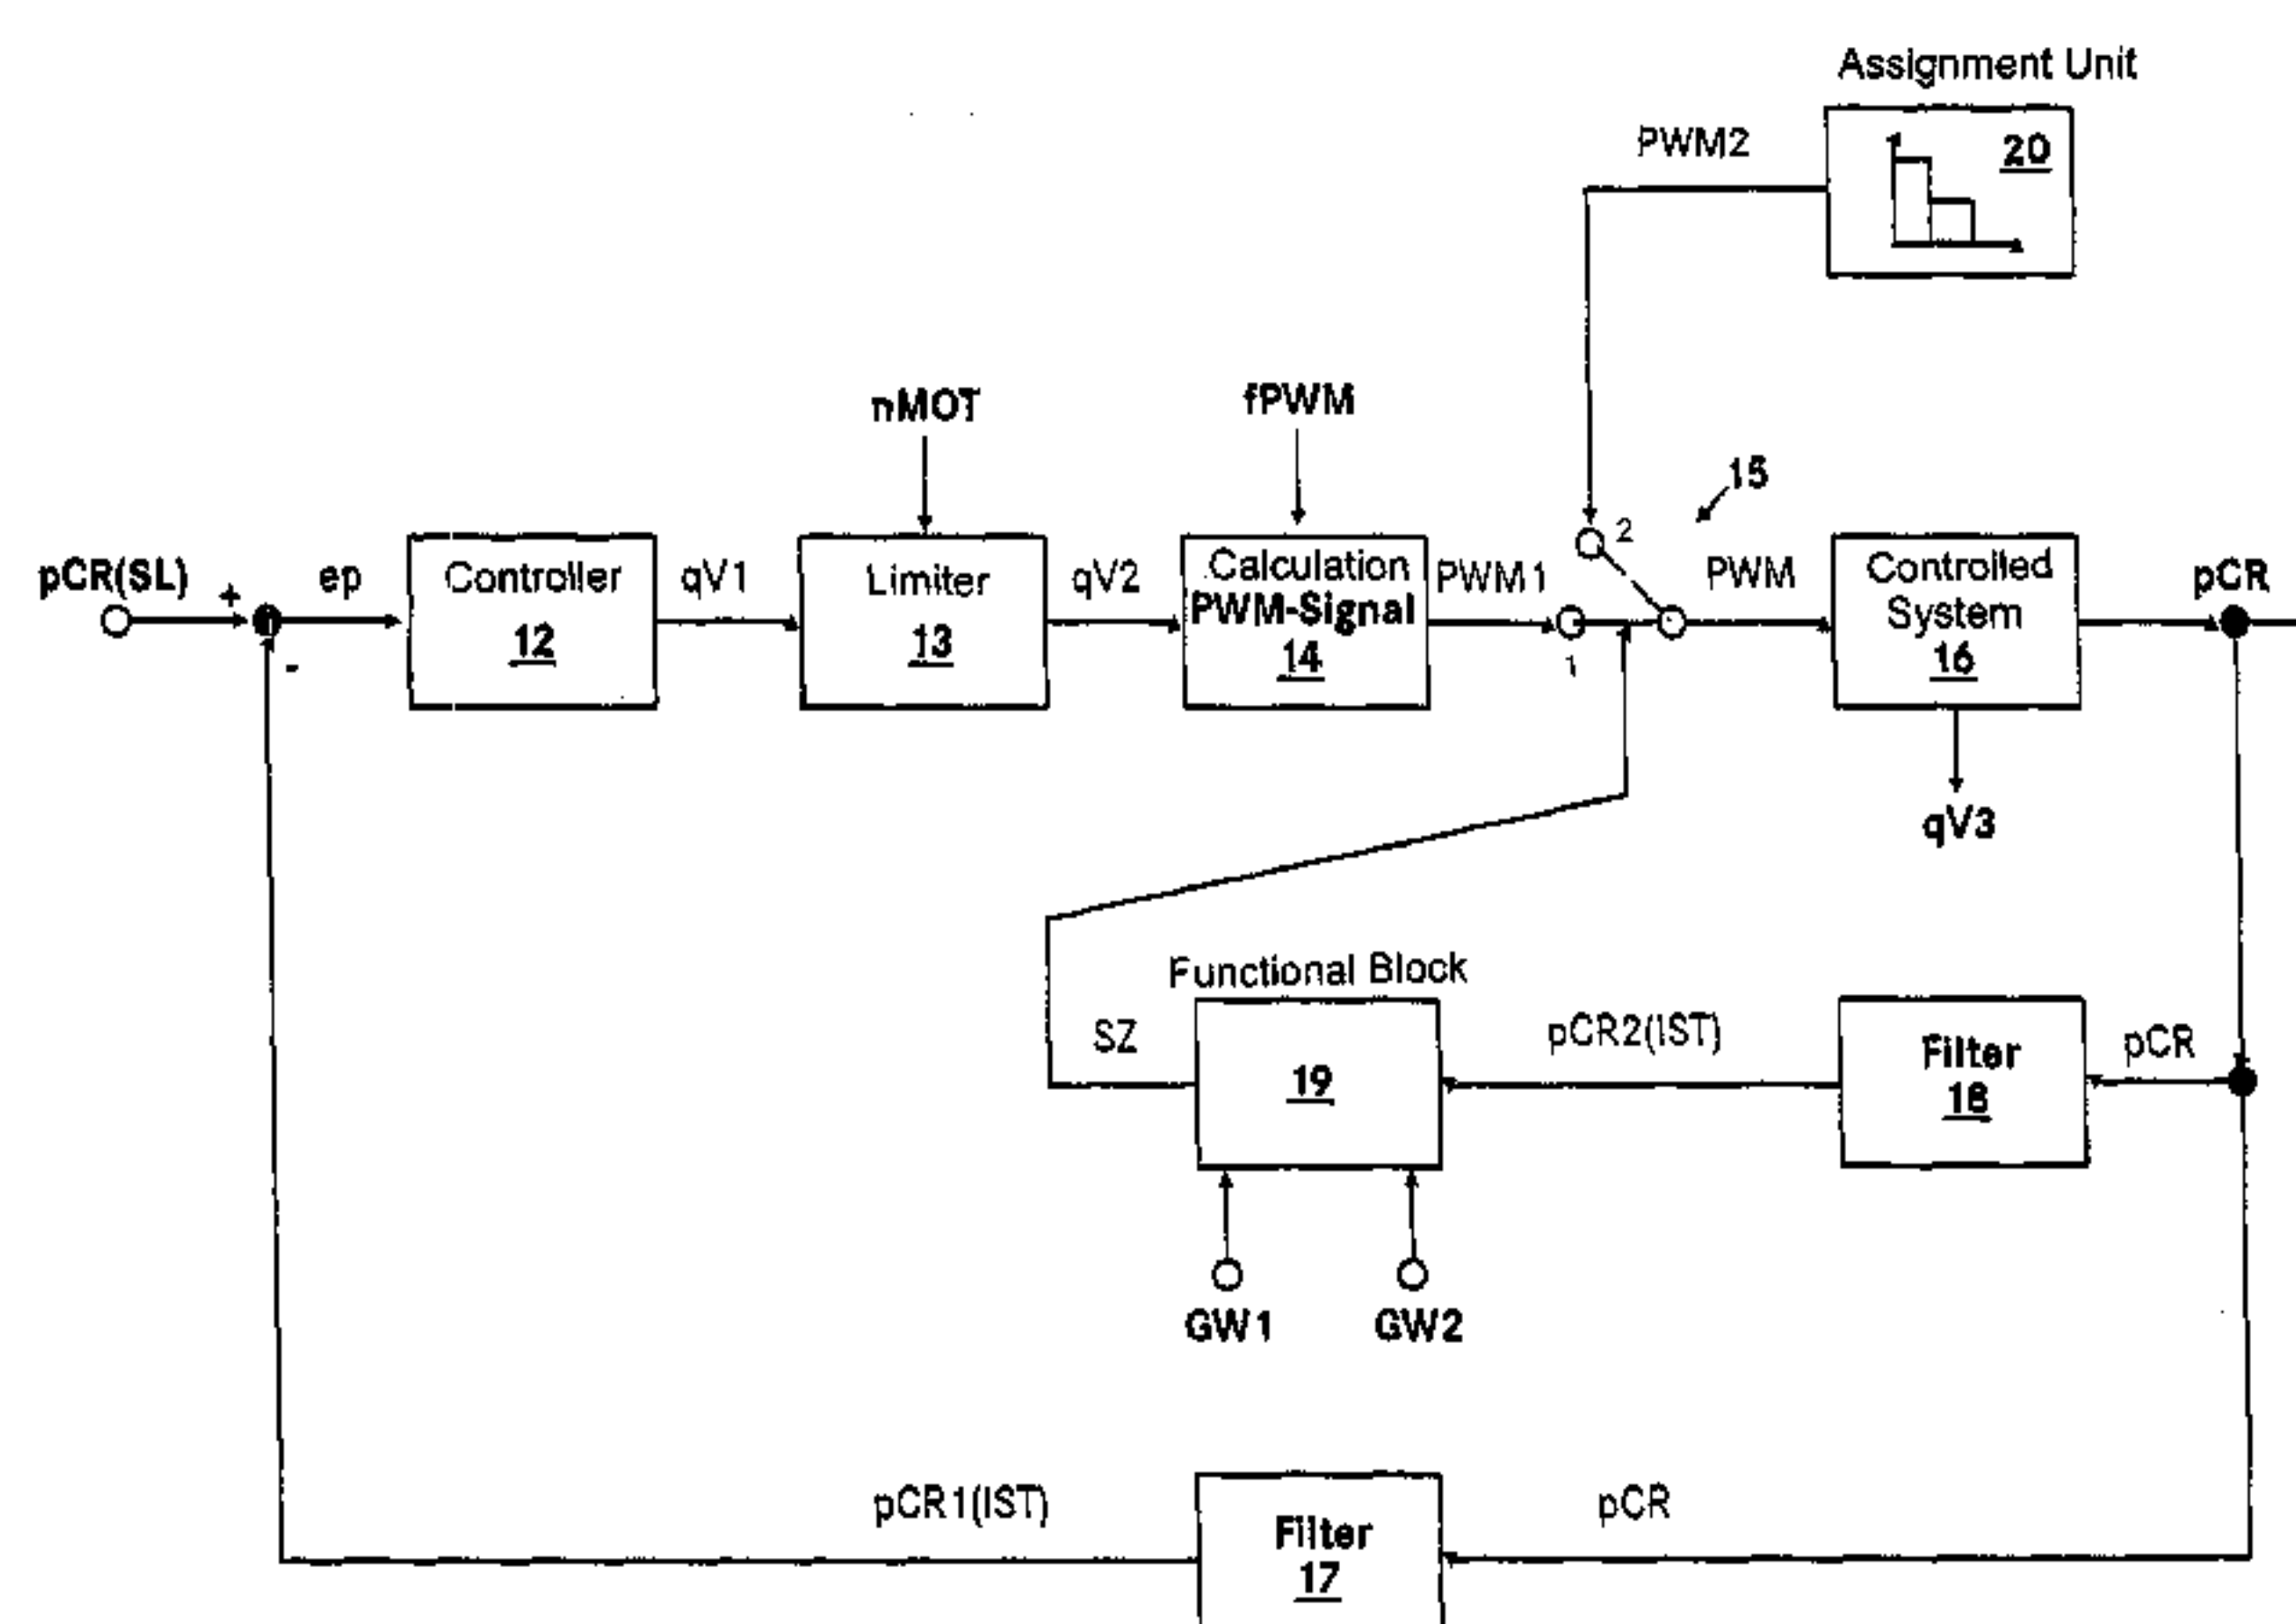 Assignment Unit
PWM2
20
nMOT
fPWM
15
pCR(SL)
+
-
ep
Controller
12
qV1
Limiter
13
qV2
Calculation
PWM-Signal
14
PWM1
1
2
PWM
Controlled
System
16
pCR
qV3
Functional Block
SZ
19
pCR2(IST)
Filter
18
pCR
GW1
GW2
pCR1(IST)
Filter
17
pCR